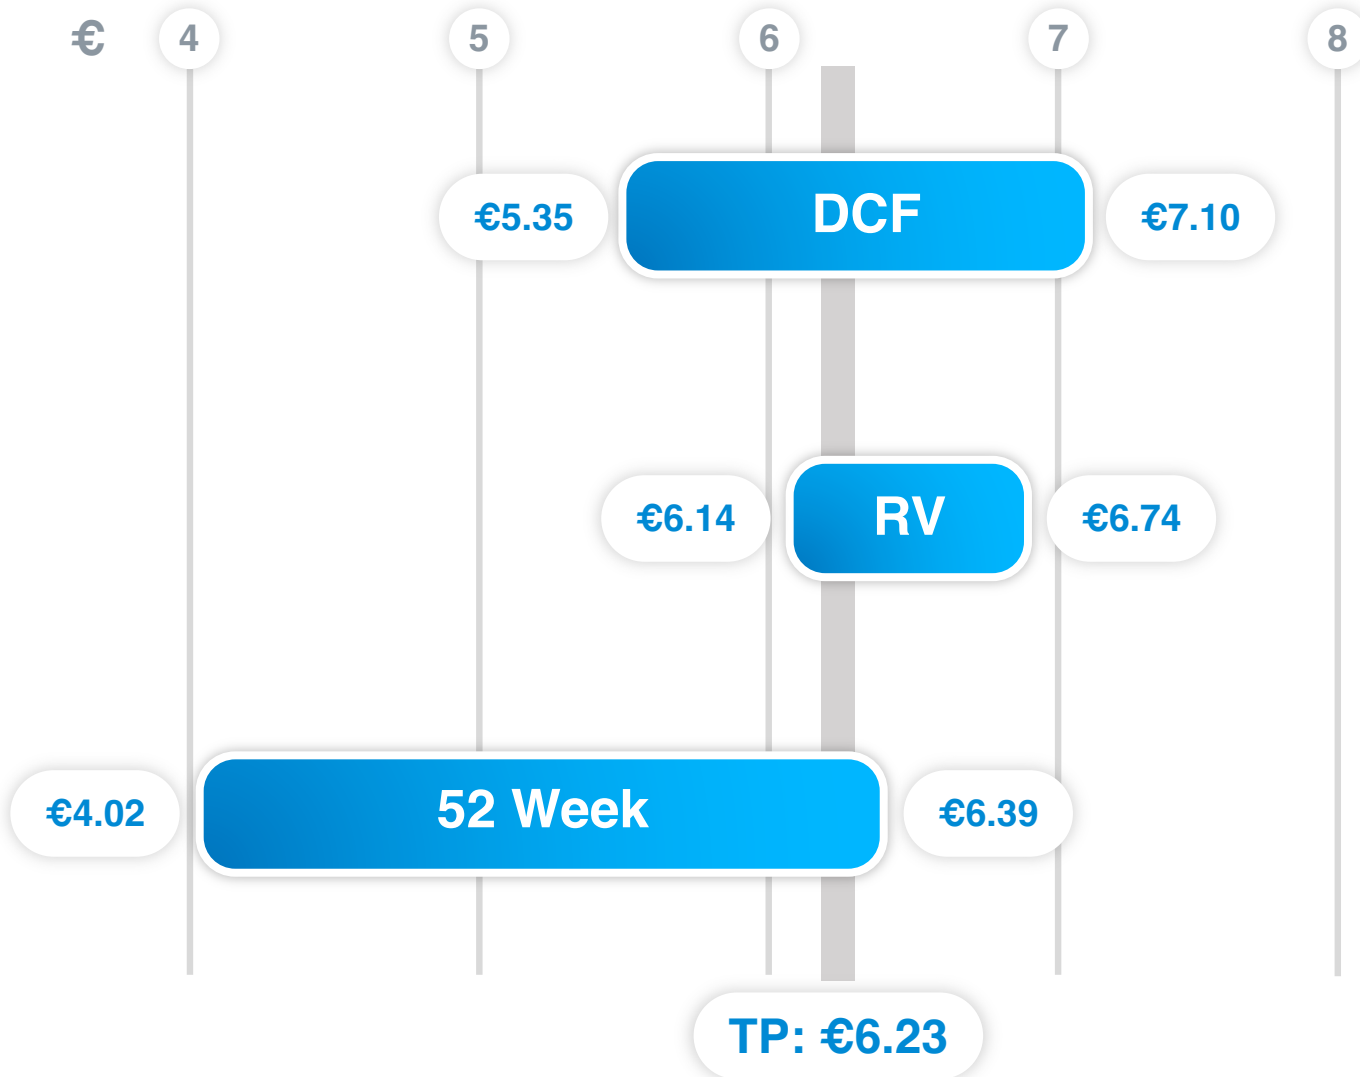 € 4 5 6 7 8
€5.35 DCF €7.10
€6.14 RV €6.74
€4.02 52 Week €6.39
TP: €6.23